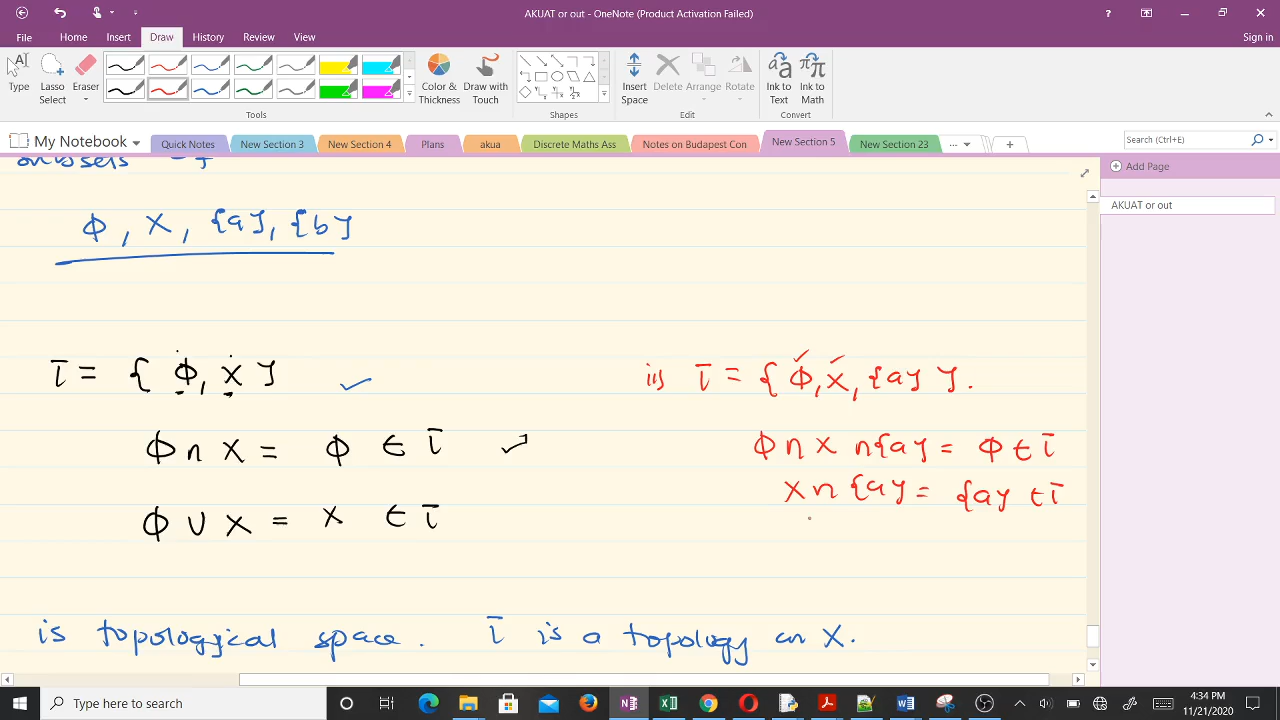 AKUAT or out - OneNote (Product Activation Failed)
File Home Insert Draw History Review View Sign in
Type Lasso Select Eraser Color & Thickness Draw with Touch Insert Space Delete Arrange Rotate Ink to Text Ink to Math
Tools Shapes Edit Convert
My Notebook Quick Notes New Section 3 New Section 4 Plans akua Discrete Maths Ass Notes on Budapest Con New Section 5 New Section 23 ... Search (Ctrl+E)
Add Page
AKUAT or out
ϕ, X, {a}, {b}
τ = { ϕ, X }
ϕ ∩ X = ϕ ∈ τ
ϕ ∪ X = X ∈ τ
ii) τ = { ϕ, X, {a} }.
ϕ ∩ X ∩ {a} = ϕ ∈ τ
X ∩ {a} = {a} ∈ τ
is topological space. τ is a topology on X.
Type here to search
4:34 PM
11/21/2020